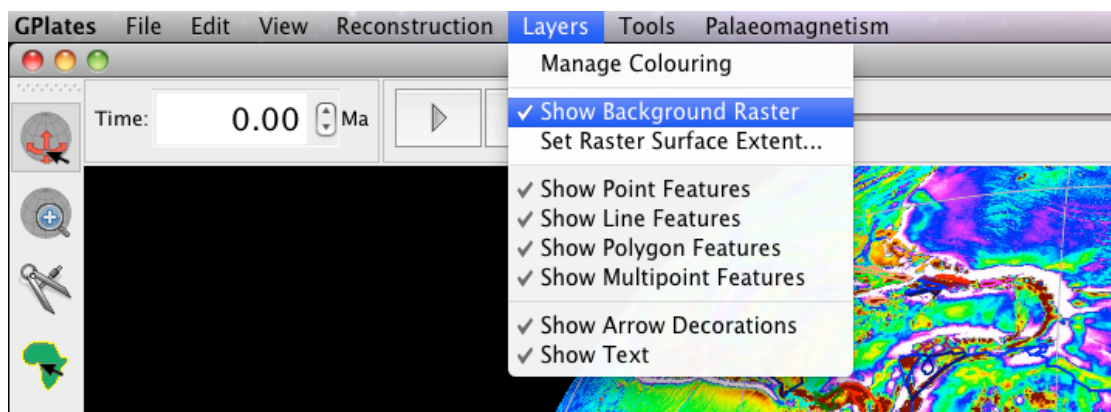 GPlates File Edit View Reconstruction Layers Tools Palaeomagnetism
Manage Colouring
Time: 0.00 Ma
✓ Show Background Raster
Set Raster Surface Extent...
✓ Show Point Features
✓ Show Line Features
✓ Show Polygon Features
✓ Show Multipoint Features
✓ Show Arrow Decorations
✓ Show Text